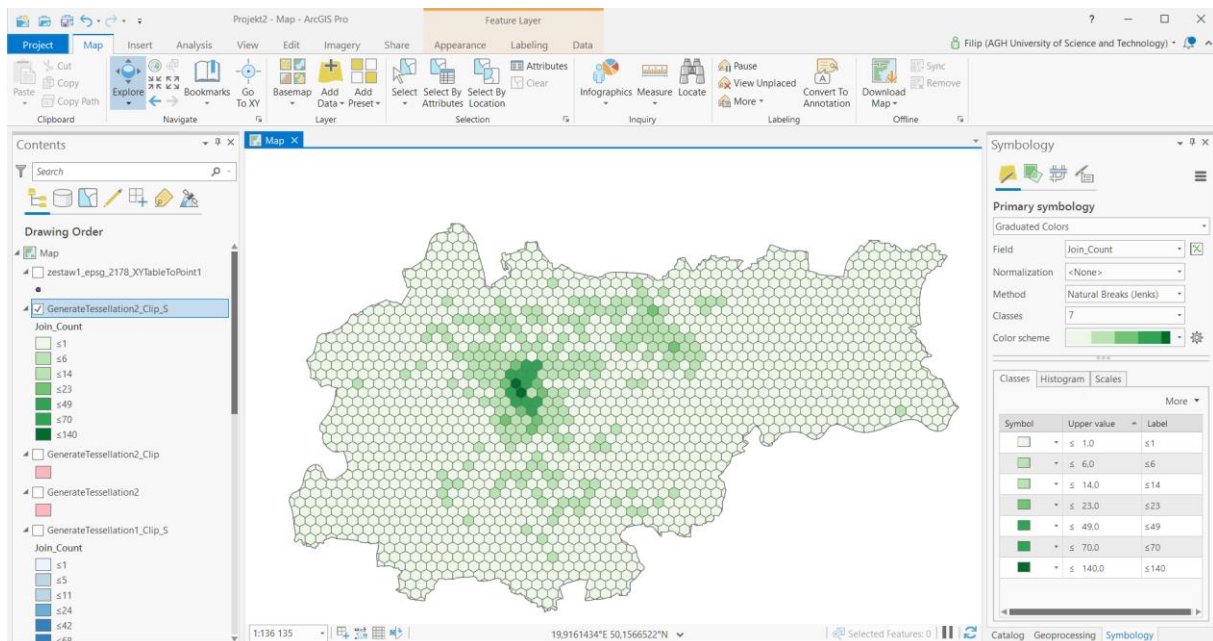 Projekt2 - Map - ArcGIS Pro
Feature Layer
?
Project Map Insert Analysis View Edit Imagery Share Appearance Labeling Data
Filip (AGH University of Science and Technology)
Paste
Cut
Copy
Copy Path
Clipboard
Explore
Bookmarks
Go To XY
Navigate
Basemap
Add Data
Add Preset
Layer
Select
Select By Attributes
Select By Location
Attributes
Clear
Selection
Infographics
Measure
Locate
Inquiry
Pause
View Unplaced
More
Convert To Annotation
Labeling
Download Map
Sync
Remove
Offline
Contents
Search
Drawing Order
Map
zestaw1_epsg_2178_XYTableToPoint1
GenerateTessellation2_Clip_S
Join_Count
≤1
≤6
≤14
≤23
≤49
≤70
≤140
GenerateTessellation2_Clip
GenerateTessellation2
GenerateTessellation1_Clip_S
Join_Count
≤1
≤5
≤11
≤24
≤42
≤68
Map
1:136 135
19,9161434°E 50,1566522°N
Selected Features: 0
Symbology
Primary symbology
Graduated Colors
Field Join_Count
Normalization <None>
Method Natural Breaks (Jenks)
Classes 7
Color scheme
Classes Histogram Scales
More
Symbol Upper value Label
≤ 1,0 ≤1
≤ 6,0 ≤6
≤ 14,0 ≤14
≤ 23,0 ≤23
≤ 49,0 ≤49
≤ 70,0 ≤70
≤ 140,0 ≤140
Catalog Geoprocessing Symbology